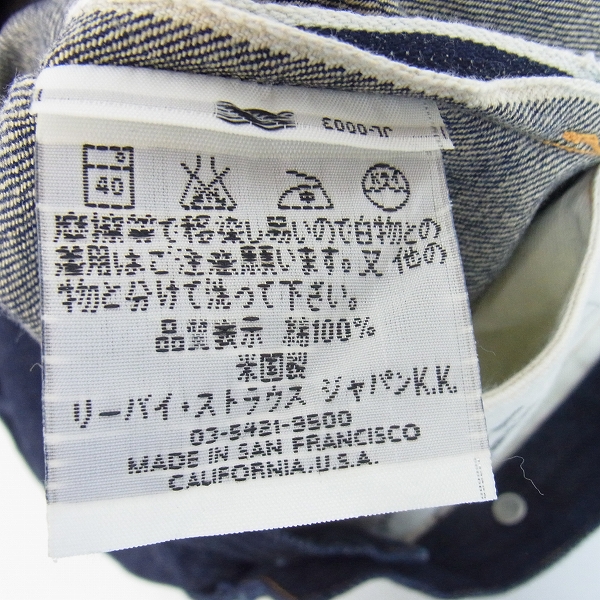 JL-0003
40
摩擦等で移染し易いので白物との
着用はご注意願います。又 他の
物と分けて洗って下さい。
品質表示 綿100%
米国製
リーバイ・ストラウス ジャパンK.K.
03-5421-3500
MADE IN SAN FRANCISCO
CALIFORNIA.U.S.A.